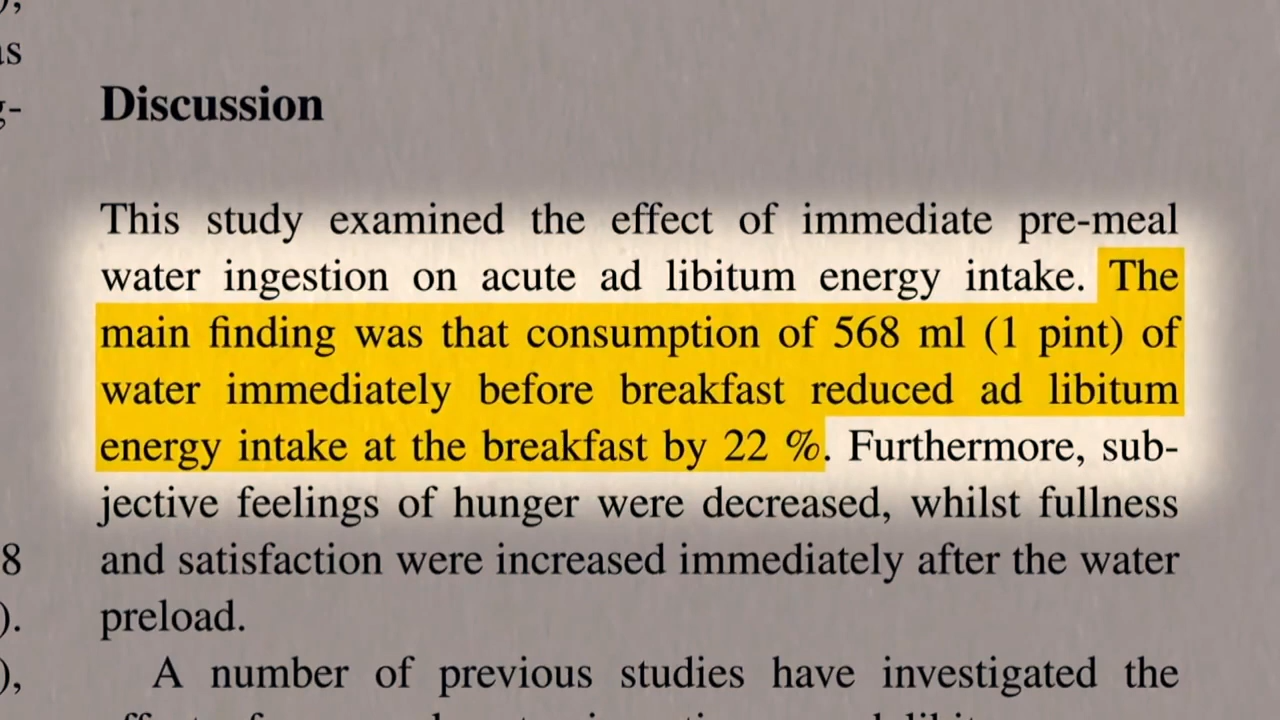 ),
as
g-
Discussion
This study examined the effect of immediate pre-meal
water ingestion on acute ad libitum energy intake. The
main finding was that consumption of 568 ml (1 pint) of
water immediately before breakfast reduced ad libitum
energy intake at the breakfast by 22 %. Furthermore, sub-
jective feelings of hunger were decreased, whilst fullness
8 and satisfaction were increased immediately after the water
). preload.
), A number of previous studies have investigated the